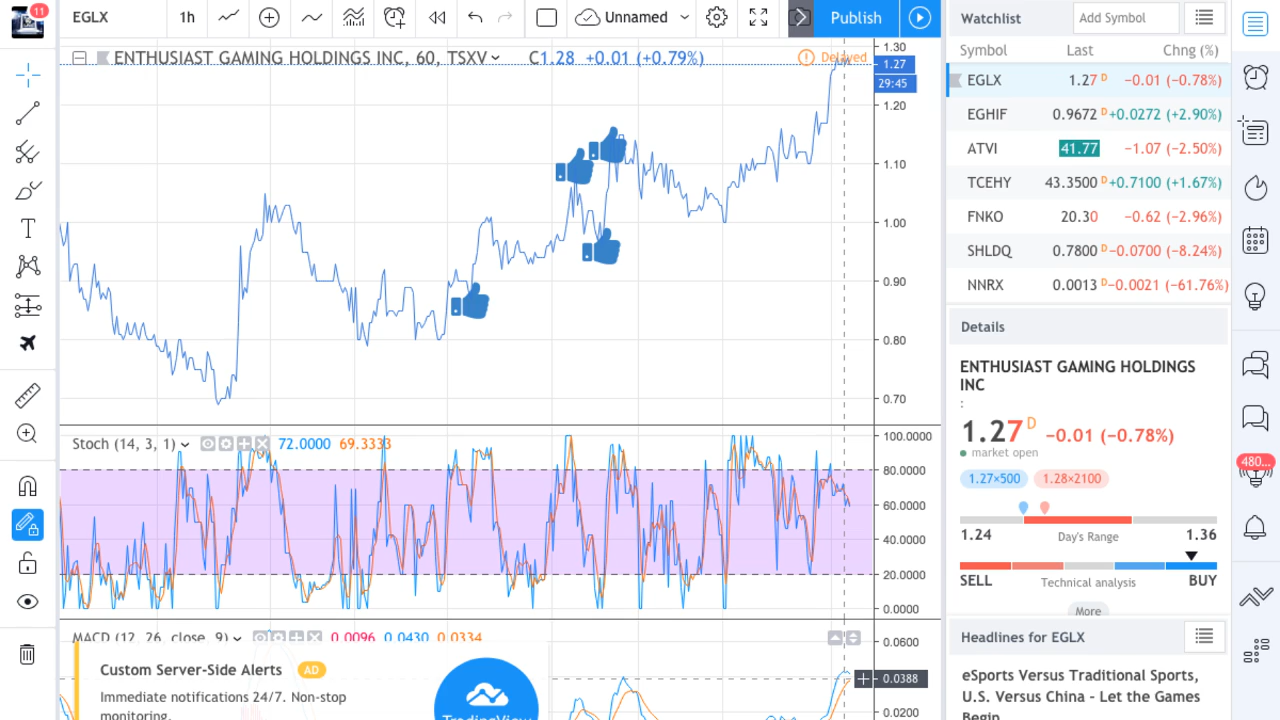 11
EGLX
1h
Unnamed
Publish
ENTHUSIAST GAMING HOLDINGS INC, 60, TSXV
C1.28 +0.01 (+0.79%)
Delayed
1.30
1.27
29:45
1.20
1.10
1.00
0.90
0.80
0.70
Stoch (14, 3, 1)
72.0000 69.3333
100.0000
80.0000
60.0000
40.0000
20.0000
0.0000
MACD (12, 26, close, 9)
0.0096 0.0430 0.0334
0.0600
0.0388
0.0200
Custom Server-Side Alerts AD
Immediate notifications 24/7. Non-stop
monitoring.
TradingView
Watchlist
Add Symbol
Symbol Last Chng (%)
EGLX 1.27 D −0.01 (−0.78%)
EGHIF 0.9672 D +0.0272 (+2.90%)
ATVI 41.77 −1.07 (−2.50%)
TCEHY 43.3500 D +0.7100 (+1.67%)
FNKO 20.30 −0.62 (−2.96%)
SHLDQ 0.7800 D −0.0700 (−8.24%)
NNRX 0.0013 D −0.0021 (−61.76%)
Details
ENTHUSIAST GAMING HOLDINGS
INC
:
1.27 D −0.01 (−0.78%)
market open
1.27×500 1.28×2100
1.24 Day's Range 1.36
SELL Technical analysis BUY
More
Headlines for EGLX
eSports Versus Traditional Sports,
U.S. Versus China - Let the Games
Begin
480...